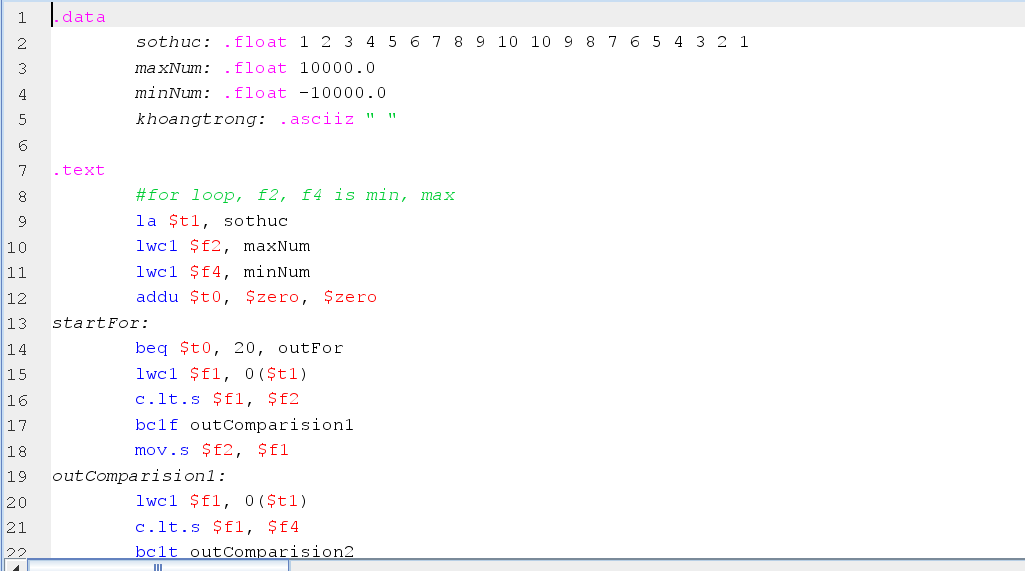 1 .data
2 sothuc: .float 1 2 3 4 5 6 7 8 9 10 10 9 8 7 6 5 4 3 2 1
3 maxNum: .float 10000.0
4 minNum: .float -10000.0
5 khoangtrong: .asciiz " "
6
7 .text
8 #for loop, f2, f4 is min, max
9 la $t1, sothuc
10 lwc1 $f2, maxNum
11 lwc1 $f4, minNum
12 addu $t0, $zero, $zero
13 startFor:
14 beq $t0, 20, outFor
15 lwc1 $f1, 0($t1)
16 c.lt.s $f1, $f2
17 bc1f outComparision1
18 mov.s $f2, $f1
19 outComparision1:
20 lwc1 $f1, 0($t1)
21 c.lt.s $f1, $f4
22 bc1t outComparision2